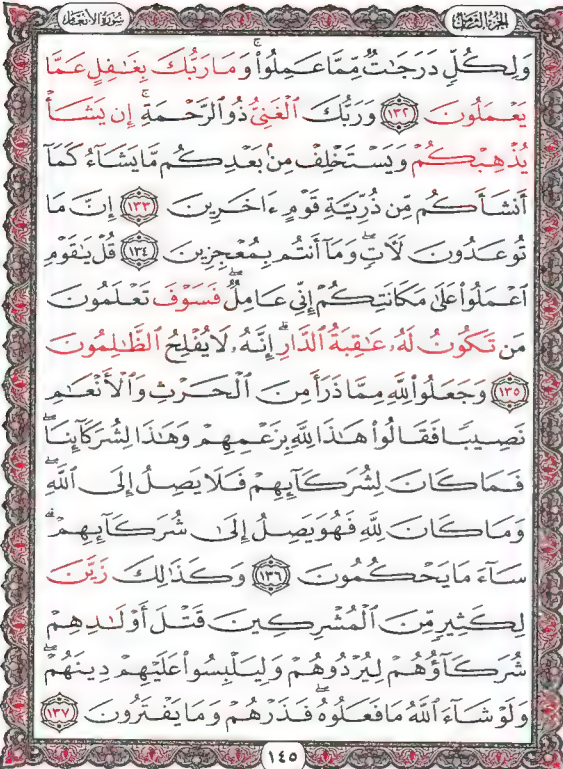 الجزء الثامن
سورة الأنعام
وَلِكُلٍّ دَرَجَٰتٌ مِّمَّا عَمِلُوا۟ ۚ وَمَا رَبُّكَ بِغَٰفِلٍ عَمَّا
يَعْمَلُونَ ١٣٢ وَرَبُّكَ ٱلْغَنِىُّ ذُو ٱلرَّحْمَةِ ۚ إِن يَشَأْ
يُذْهِبْكُمْ وَيَسْتَخْلِفْ مِنۢ بَعْدِكُم مَّا يَشَآءُ كَمَآ
أَنشَأَكُم مِّن ذُرِّيَّةِ قَوْمٍ ءَاخَرِينَ ١٣٣ إِنَّ مَا
تُوعَدُونَ لَءَاتٍ ۖ وَمَآ أَنتُم بِمُعْجِزِينَ ١٣٤ قُلْ يَٰقَوْمِ
ٱعْمَلُوا۟ عَلَىٰ مَكَانَتِكُمْ إِنِّى عَامِلٌ ۖ فَسَوْفَ تَعْلَمُونَ
مَن تَكُونُ لَهُۥ عَٰقِبَةُ ٱلدَّارِ ۗ إِنَّهُۥ لَا يُفْلِحُ ٱلظَّٰلِمُونَ
١٣٥ وَجَعَلُوا۟ لِلَّهِ مِمَّا ذَرَأَ مِنَ ٱلْحَرْثِ وَٱلْأَنْعَٰمِ
نَصِيبًا فَقَالُوا۟ هَٰذَا لِلَّهِ بِزَعْمِهِمْ وَهَٰذَا لِشُرَكَآئِنَا ۖ
فَمَا كَانَ لِشُرَكَآئِهِمْ فَلَا يَصِلُ إِلَى ٱللَّهِ ۖ
وَمَا كَانَ لِلَّهِ فَهُوَ يَصِلُ إِلَىٰ شُرَكَآئِهِمْ ۗ
سَآءَ مَا يَحْكُمُونَ ١٣٦ وَكَذَٰلِكَ زَيَّنَ
لِكَثِيرٍ مِّنَ ٱلْمُشْرِكِينَ قَتْلَ أَوْلَٰدِهِمْ
شُرَكَآؤُهُمْ لِيُرْدُوهُمْ وَلِيَلْبِسُوا۟ عَلَيْهِمْ دِينَهُمْ ۖ
وَلَوْ شَآءَ ٱللَّهُ مَا فَعَلُوهُ ۖ فَذَرْهُمْ وَمَا يَفْتَرُونَ ١٣٧
١٤٥